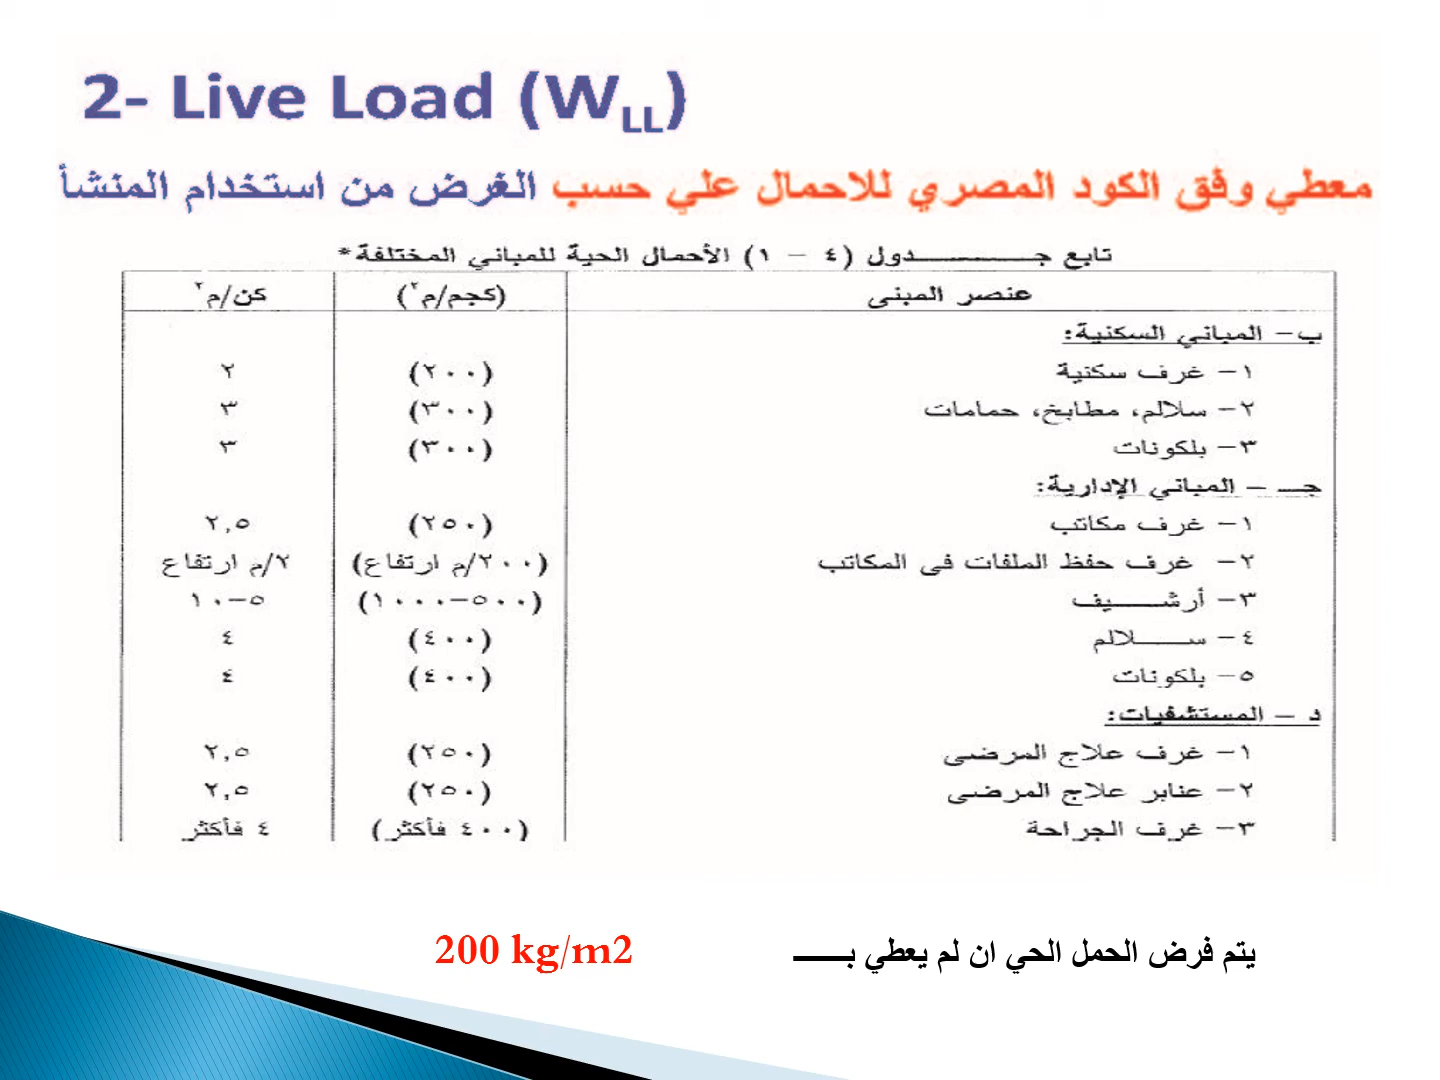 2- Live Load (WLL)
معطي وفق الكود المصري للاحمال علي حسب الغرض من استخدام المنشأ
تابع جـــــــدول (٤ – ١) الأحمال الحية للمباني المختلفة*
عنصر المبنى (كجم/م٢) كن/م٢
ب- المباني السكنية:
١- غرف سكنية (٢٠٠) ٢
٢- سلالم، مطابخ، حمامات (٣٠٠) ٣
٣- بلكونات (٣٠٠) ٣
جـ - المباني الإدارية:
١- غرف مكاتب (٢٥٠) ٢,٥
٢- غرف حفظ الملفات فى المكاتب (٢٠٠/م ارتفاع) ٢/م ارتفاع
٣- أرشـــــيف (٥٠٠-١٠٠٠) ٥-١٠
٤- ســـــلالم (٤٠٠) ٤
٥- بلكونات (٤٠٠) ٤
د - المستشفيات:
١- غرف علاج المرضى (٢٥٠) ٢,٥
٢- عنابر علاج المرضى (٢٥٠) ٢,٥
٣- غرف الجراحة (٤٠٠ فأكثر) ٤ فأكثر
يتم فرض الحمل الحي ان لم يعطي بــــــ 200 kg/m2